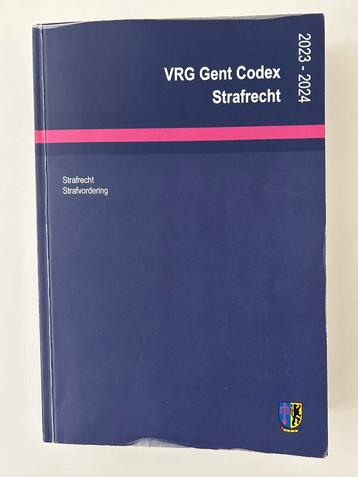 VRG Gent Codex
Strafrecht
2023 - 2024
Strafrecht
Strafvordering